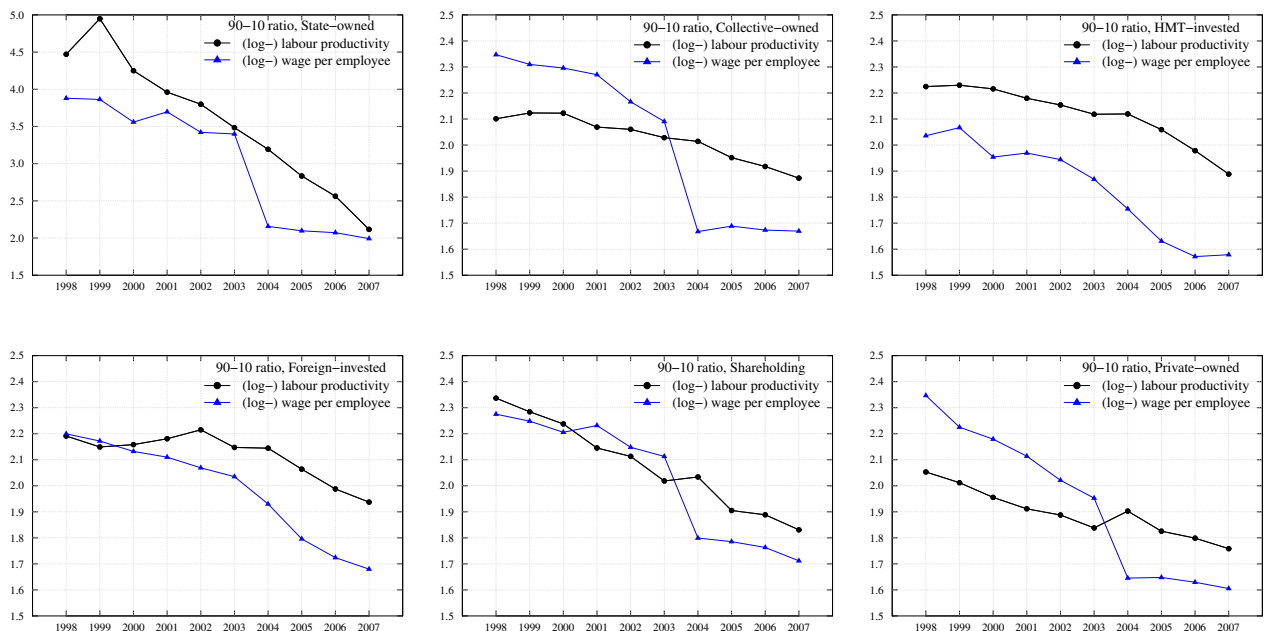 90−10 ratio, State−owned
(log−) labour productivity
(log−) wage per employee
5.0
4.5
4.0
3.5
3.0
2.5
2.0
1.5
1998 1999 2000 2001 2002 2003 2004 2005 2006 2007
90−10 ratio, Collective−owned
(log−) labour productivity
(log−) wage per employee
2.5
2.4
2.3
2.2
2.1
2.0
1.9
1.8
1.7
1.6
1.5
1998 1999 2000 2001 2002 2003 2004 2005 2006 2007
90−10 ratio, HMT−invested
(log−) labour productivity
(log−) wage per employee
2.5
2.4
2.3
2.2
2.1
2.0
1.9
1.8
1.7
1.6
1.5
1998 1999 2000 2001 2002 2003 2004 2005 2006 2007
90−10 ratio, Foreign−invested
(log−) labour productivity
(log−) wage per employee
2.5
2.4
2.3
2.2
2.1
2.0
1.9
1.8
1.7
1.6
1.5
1998 1999 2000 2001 2002 2003 2004 2005 2006 2007
90−10 ratio, Shareholding
(log−) labour productivity
(log−) wage per employee
2.5
2.4
2.3
2.2
2.1
2.0
1.9
1.8
1.7
1.6
1.5
1998 1999 2000 2001 2002 2003 2004 2005 2006 2007
90−10 ratio, Private−owned
(log−) labour productivity
(log−) wage per employee
2.5
2.4
2.3
2.2
2.1
2.0
1.9
1.8
1.7
1.6
1.5
1998 1999 2000 2001 2002 2003 2004 2005 2006 2007